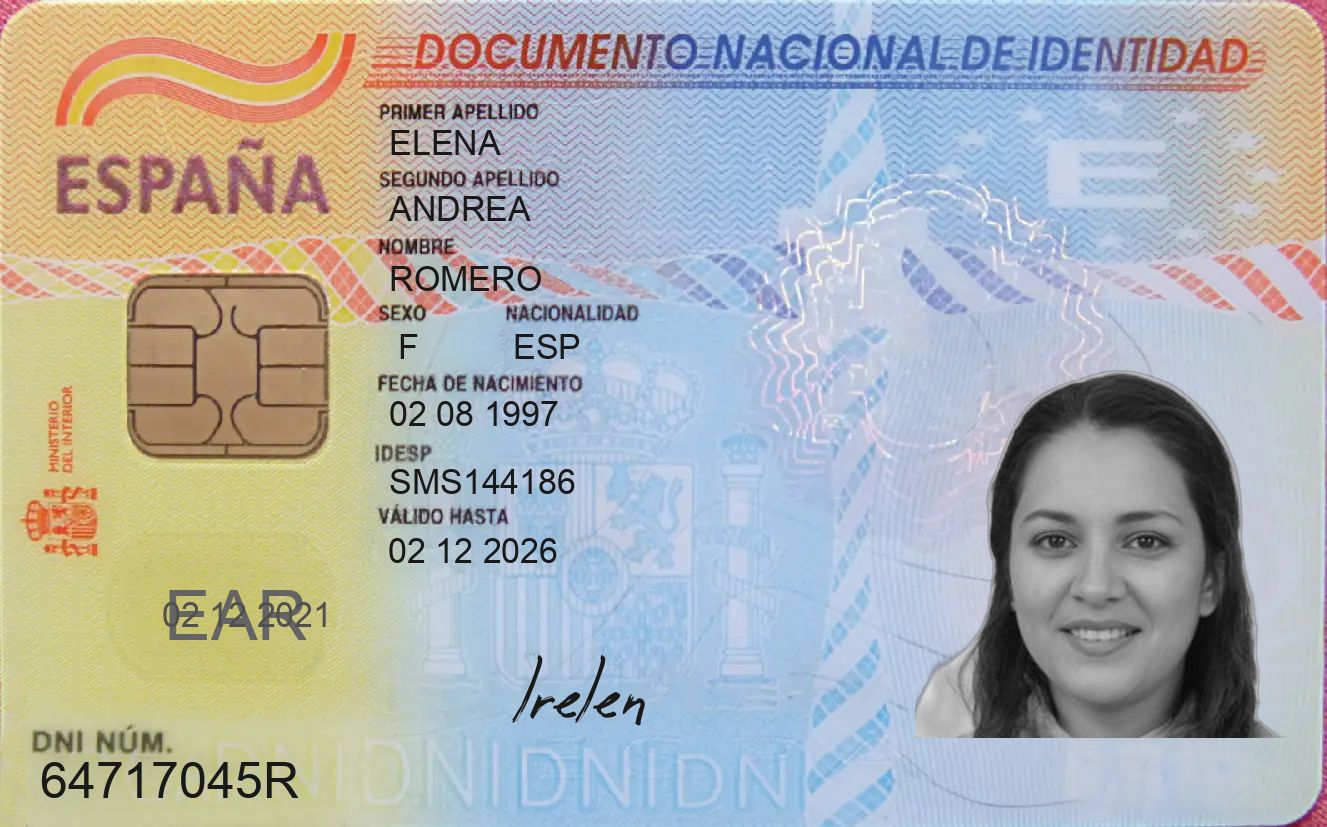 DOCUMENTO NACIONAL DE IDENTIDAD
ESPAÑA
PRIMER APELLIDO
ELENA
SEGUNDO APELLIDO
ANDREA
NOMBRE
ROMERO
SEXO NACIONALIDAD
F ESP
FECHA DE NACIMIENTO
02 08 1997
IDESP
SMS144186
VÁLIDO HASTA
02 12 2026
MINISTERIO
DEL INTERIOR
E
EAR
02 12 2021
Irelen
DNI NÚM.
64717045R
DNIDNIDNIDNI